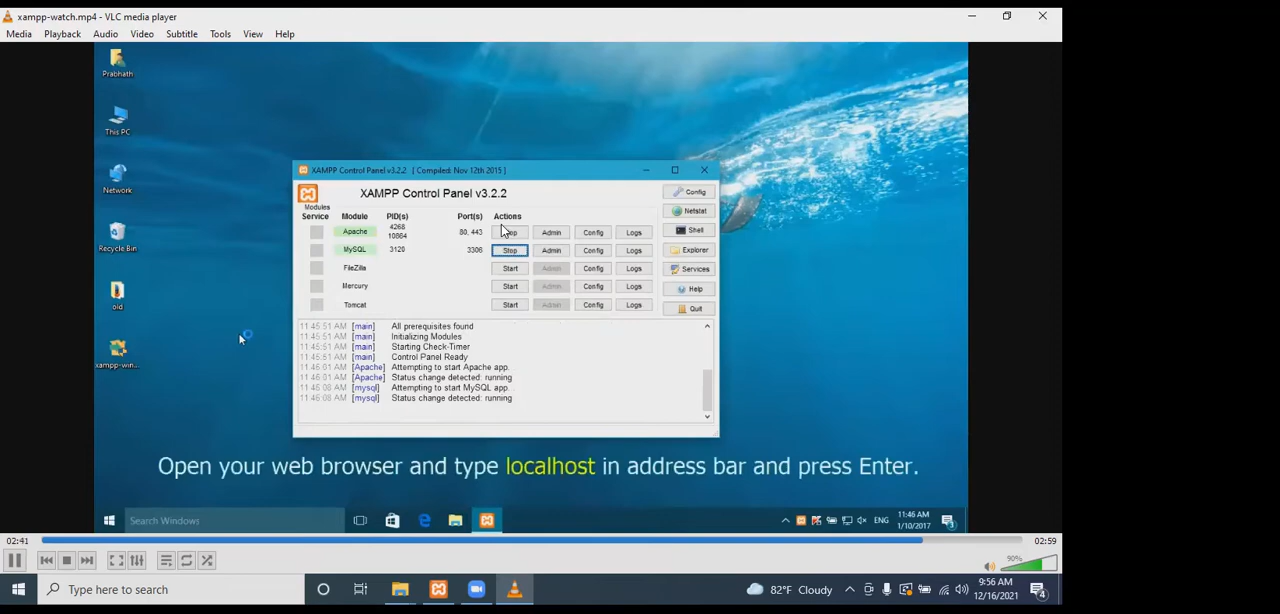 xampp-watch.mp4 - VLC media player
Media Playback Audio Video Subtitle Tools View Help
Prabhath
This PC
Network
Recycle Bin
old
xampp-win...
XAMPP Control Panel v3.2.2 [ Compiled: Nov 12th 2015 ]
XAMPP Control Panel v3.2.2
Config
Modules
Service Module PID(s) Port(s) Actions
Netstat
Apache 4268 10864 80, 443 Admin Config Logs
Shell
MySQL 3120 3306 Stop Admin Config Logs
Explorer
FileZilla Start Admin Config Logs
Services
Mercury Start Admin Config Logs
Help
Tomcat Start Admin Config Logs
Quit
11:45:51 AM [main] All prerequisites found
11:45:51 AM [main] Initializing Modules
11:45:51 AM [main] Starting Check-Timer
11:45:51 AM [main] Control Panel Ready
11:46:01 AM [Apache] Attempting to start Apache app.
11:46:01 AM [Apache] Status change detected: running
11:46:08 AM [mysql] Attempting to start MySQL app...
11:46:08 AM [mysql] Status change detected: running
Open your web browser and type localhost in address bar and press Enter.
Search Windows
ENG
11:46 AM
1/10/2017
02:41
02:59
90%
Type here to search
82°F Cloudy
9:56 AM
12/16/2021
4